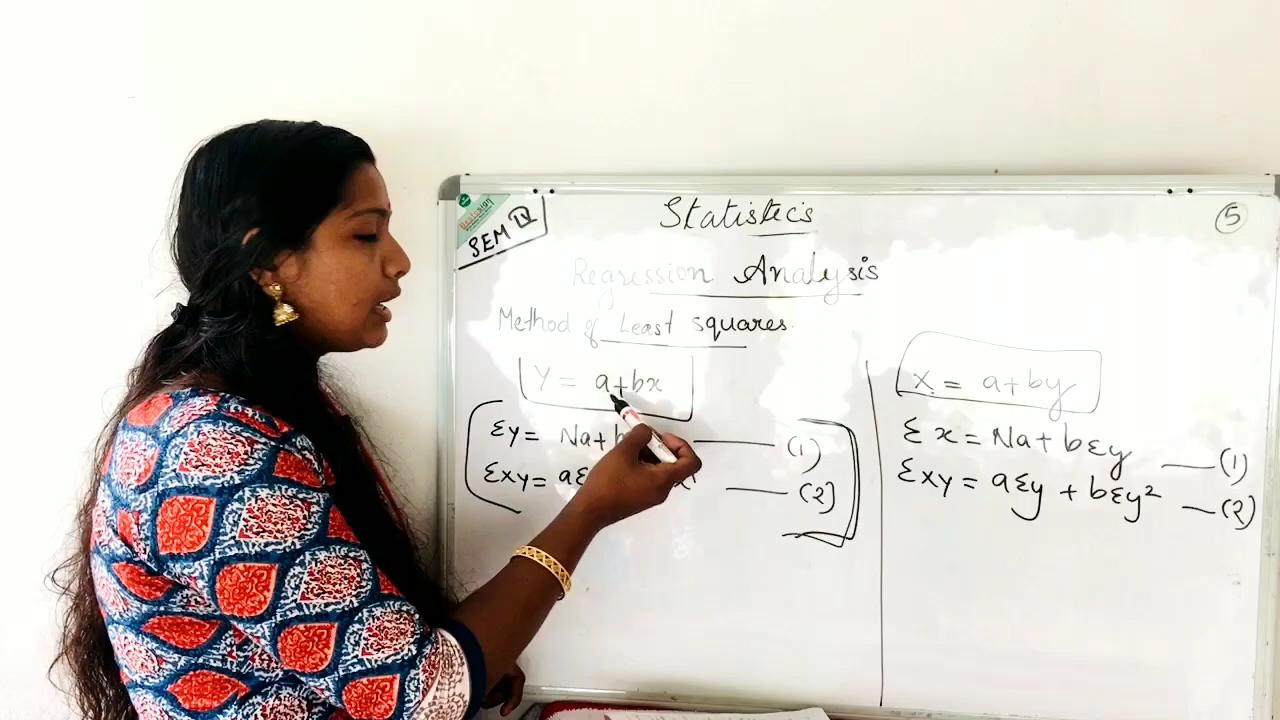 SEM IV
Statistics
5
Regression Analysis
Method of Least squares
Y = a+bx
Σy = Na+b (1)
Σxy = aΣ (2)
X = a+by
Σx = Na + bΣy (1)
Σxy = aΣy + bΣy² (2)